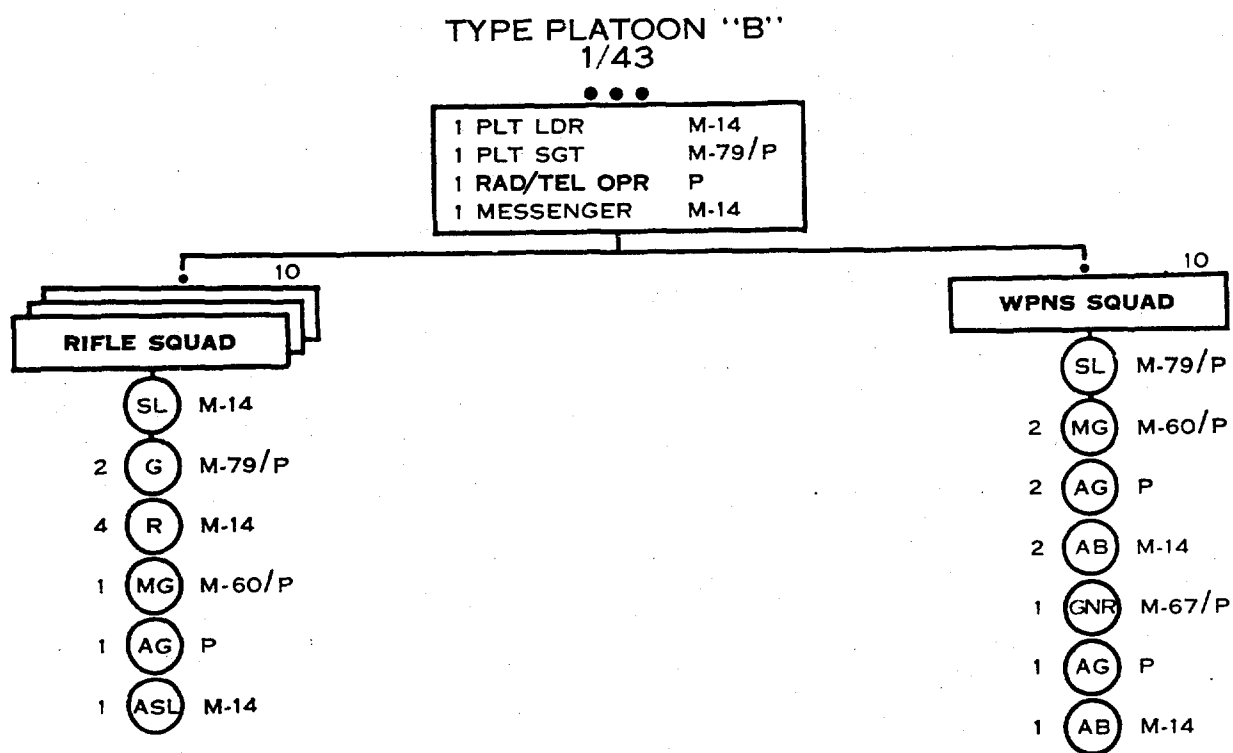 TYPE PLATOON "B"
1/43
1 PLT LDR M-14
1 PLT SGT M-79/P
1 RAD/TEL OPR P
1 MESSENGER M-14
10
RIFLE SQUAD
SL M-14
2 G M-79/P
4 R M-14
1 MG M-60/P
1 AG P
1 ASL M-14
10
WPNS SQUAD
SL M-79/P
2 MG M-60/P
2 AG P
2 AB M-14
1 GNR M-67/P
1 AG P
1 AB M-14